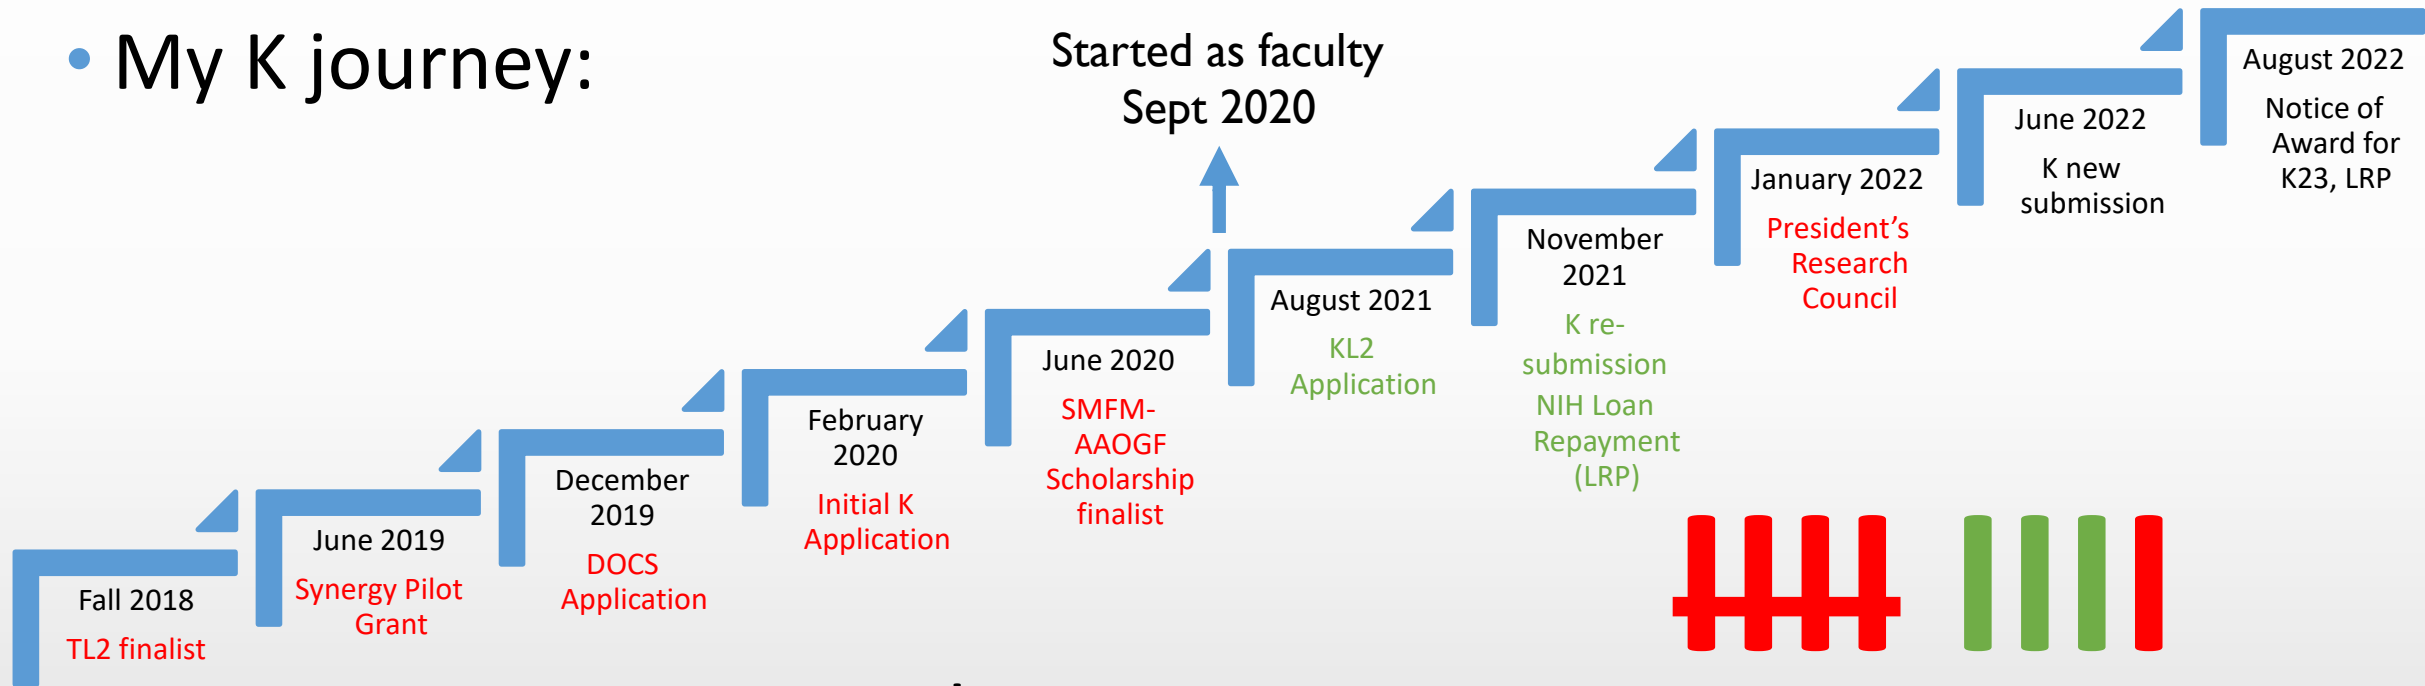 • My K journey:
Started as faculty
Sept 2020
Fall 2018
TL2 finalist
June 2019
Synergy Pilot
Grant
December
2019
DOCS
Application
February
2020
Initial K
Application
June 2020
SMFM-
AAOGF
Scholarship
finalist
August 2021
KL2
Application
November
2021
K re-
submission
NIH Loan
Repayment
(LRP)
January 2022
President’s
Research
Council
June 2022
K new
submission
August 2022
Notice of
Award for
K23, LRP